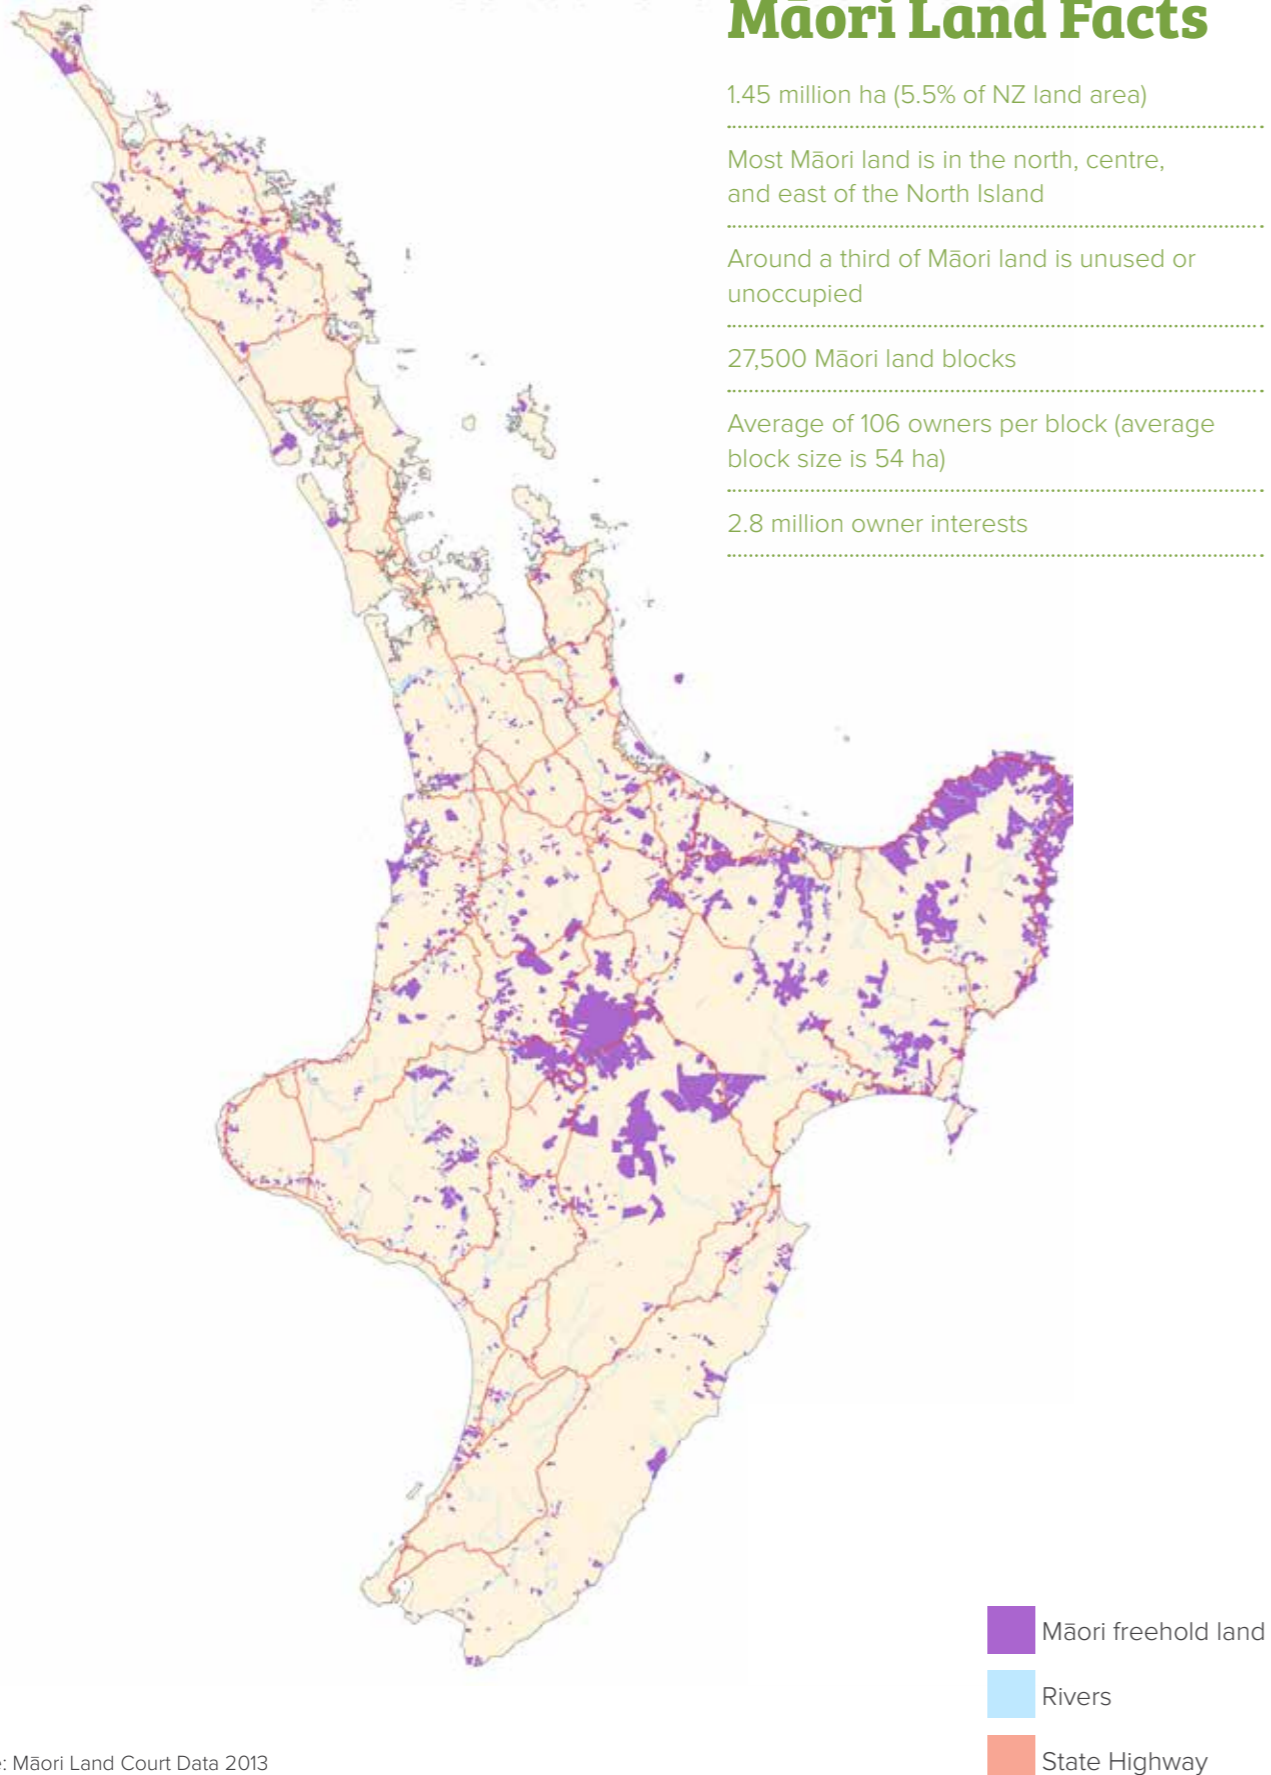 Māori Land Facts
1.45 million ha (5.5% of NZ land area)
Most Māori land is in the north, centre,
and east of the North Island
Around a third of Māori land is unused or
unoccupied
27,500 Māori land blocks
Average of 106 owners per block (average
block size is 54 ha)
2.8 million owner interests
Māori freehold land
Rivers
State Highway
: Māori Land Court Data 2013